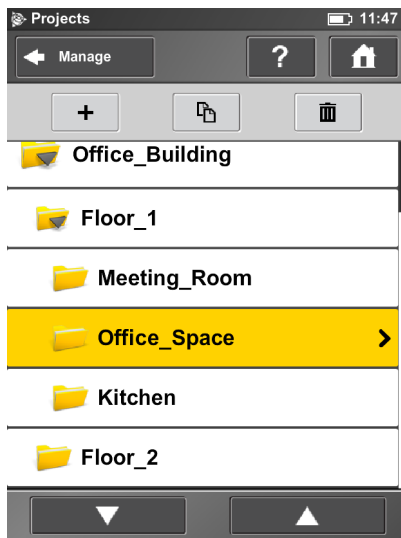 Projects 11:47
Manage ?
+
Office_Building
Floor_1
Meeting_Room
Office_Space
Kitchen
Floor_2